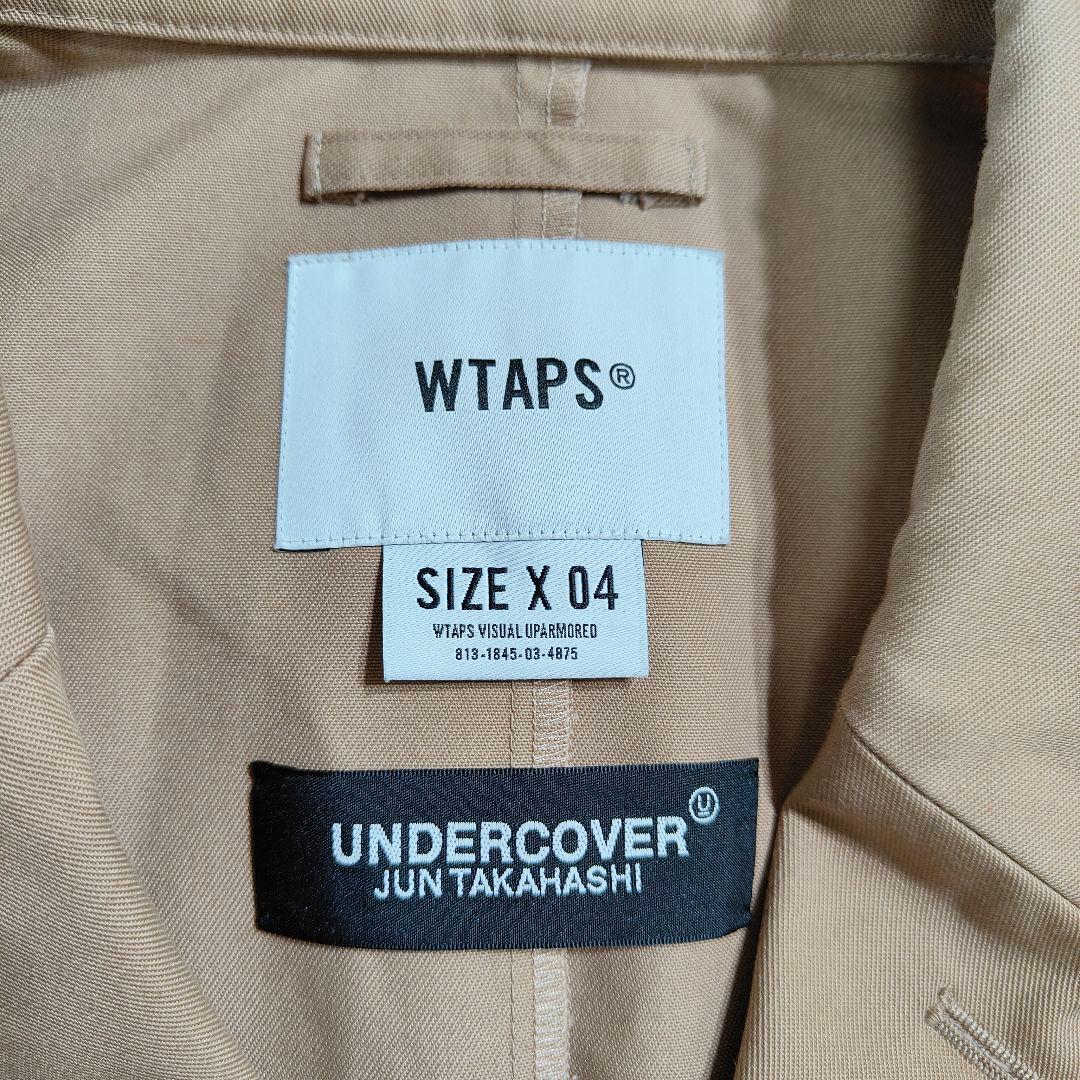 WTAPS®
SIZE X 04
WTAPS VISUAL UPARMORED
813-1845-03-4875
UNDERCOVER Ⓤ
JUN TAKAHASHI